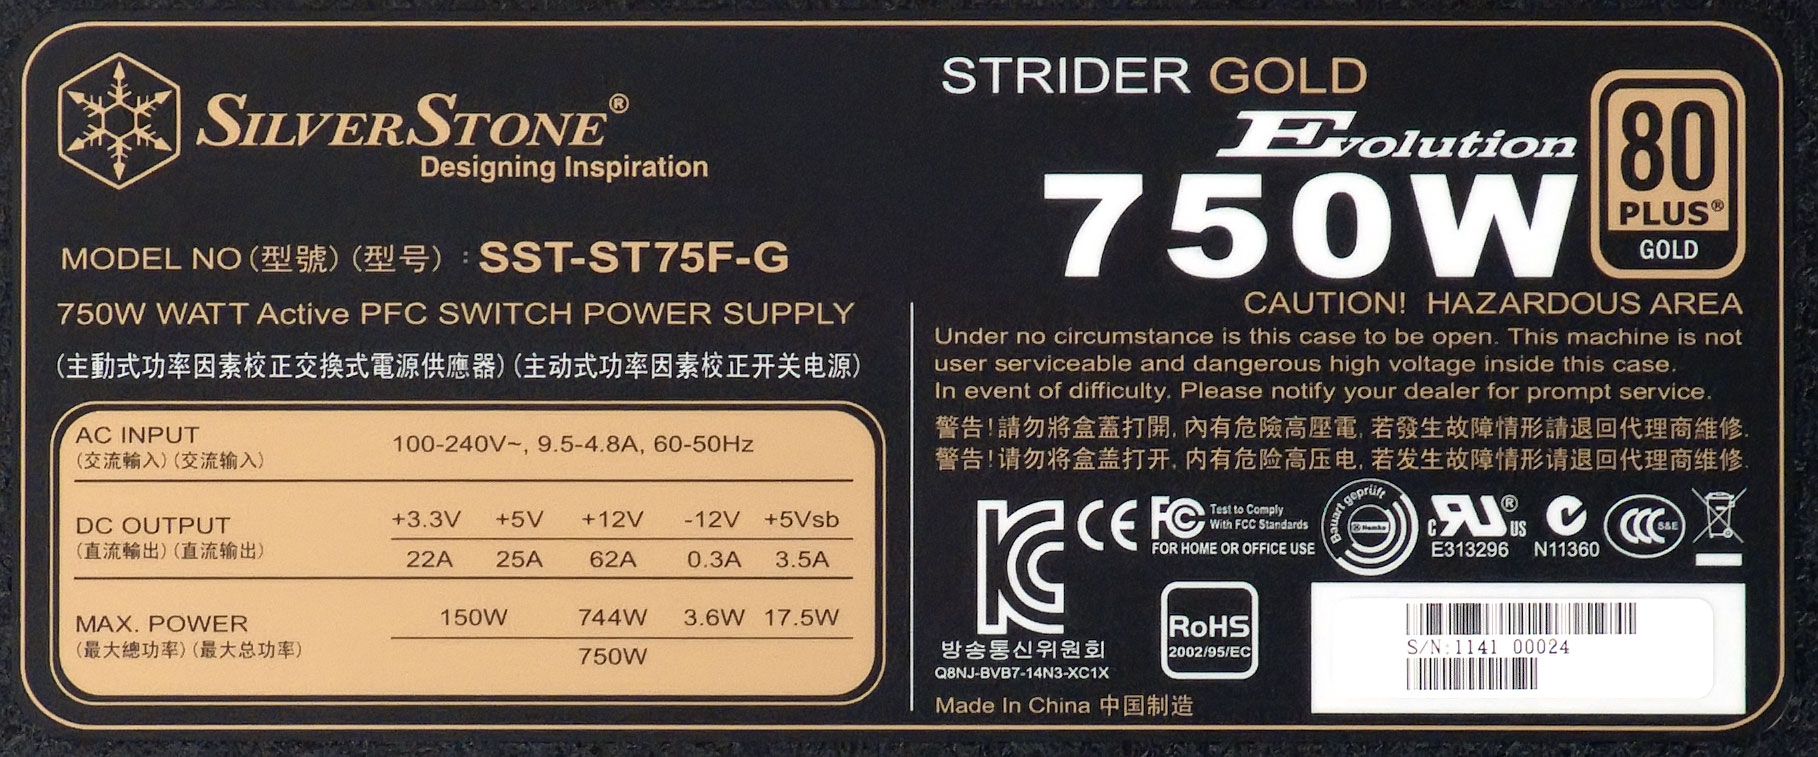 SILVERSTONE®
Designing Inspiration
MODEL NO (型號) (型号) : SST-ST75F-G
750W WATT Active PFC SWITCH POWER SUPPLY
(主動式功率因素校正交換式電源供應器) (主动式功率因素校正开关电源)
AC INPUT 100-240V~, 9.5-4.8A, 60-50Hz
(交流輸入) (交流输入)
DC OUTPUT +3.3V +5V +12V -12V +5Vsb
(直流輸出) (直流输出) 22A 25A 62A 0.3A 3.5A
MAX. POWER 150W 744W 3.6W 17.5W
(最大總功率) (最大总功率) 750W
STRIDER GOLD
Evolution
750W
80
PLUS®
GOLD
CAUTION! HAZARDOUS AREA
Under no circumstance is this case to be open. This machine is not
user serviceable and dangerous high voltage inside this case.
In event of difficulty. Please notify your dealer for prompt service.
警告!請勿將盒蓋打開, 內有危險高壓電, 若發生故障情形請退回代理商維修.
警告!请勿将盒盖打开, 内有危险高压电, 若发生故障情形请退回代理商维修.
CE FC Test to Comply
With FCC Standards
FOR HOME OR OFFICE USE
Bauart geprüft
Nemko
c RU ® US
E313296
N11360
CCC S&E
방송통신위원회
Q8NJ-BVB7-14N3-XC1X
RoHS
2002/95/EC
S/N:1141 00024
Made In China 中国制造